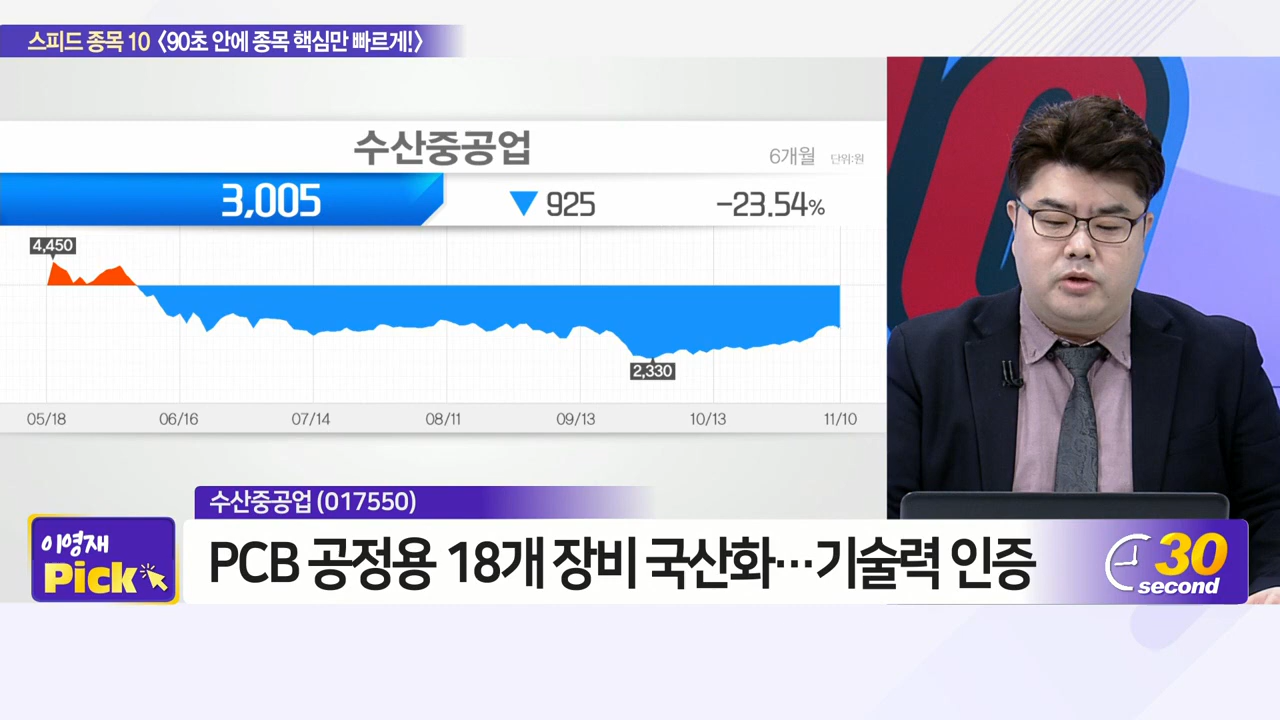 스피드 종목 10 〈90초 안에 종목 핵심만 빠르게!〉
수산중공업
6개월 단위:원
3,005 ▼ 925 -23.54%
4,450
2,330
05/18 06/16 07/14 08/11 09/13 10/13 11/10
수산중공업 (017550)
이영재
Pick
PCB 공정용 18개 장비 국산화…기술력 인증
30
second